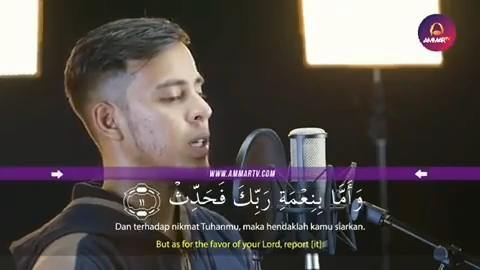 AMMARTV
WWW.AMMARTV.COM
وَأَمَّا بِنِعْمَةِ رَبِّكَ فَحَدِّثْ ١١
Dan terhadap nikmat Tuhanmu, maka hendaklah kamu siarkan.
But as for the favor of your Lord, report [it].